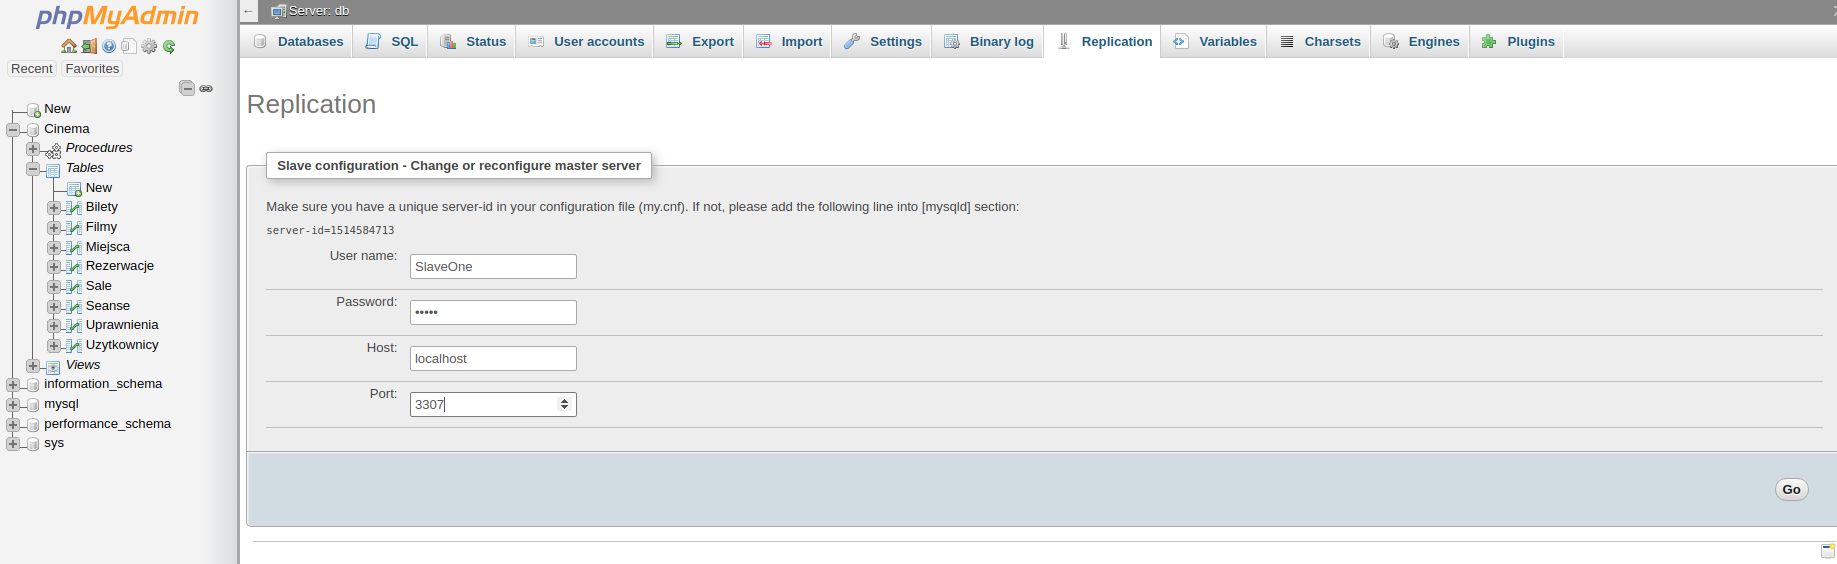 phpMyAdmin
Recent Favorites
New
Cinema
Procedures
Tables
New
Bilety
Filmy
Miejsca
Rezerwacje
Sale
Seanse
Uprawnienia
Uzytkownicy
Views
information_schema
mysql
performance_schema
sys
← Server: db
Databases SQL Status User accounts Export Import Settings Binary log Replication Variables Charsets Engines Plugins
Replication
Slave configuration - Change or reconfigure master server
Make sure you have a unique server-id in your configuration file (my.cnf). If not, please add the following line into [mysqld] section:
server-id=1514584713
User name: SlaveOne
Password: •••••
Host: localhost
Port: 3307
Go